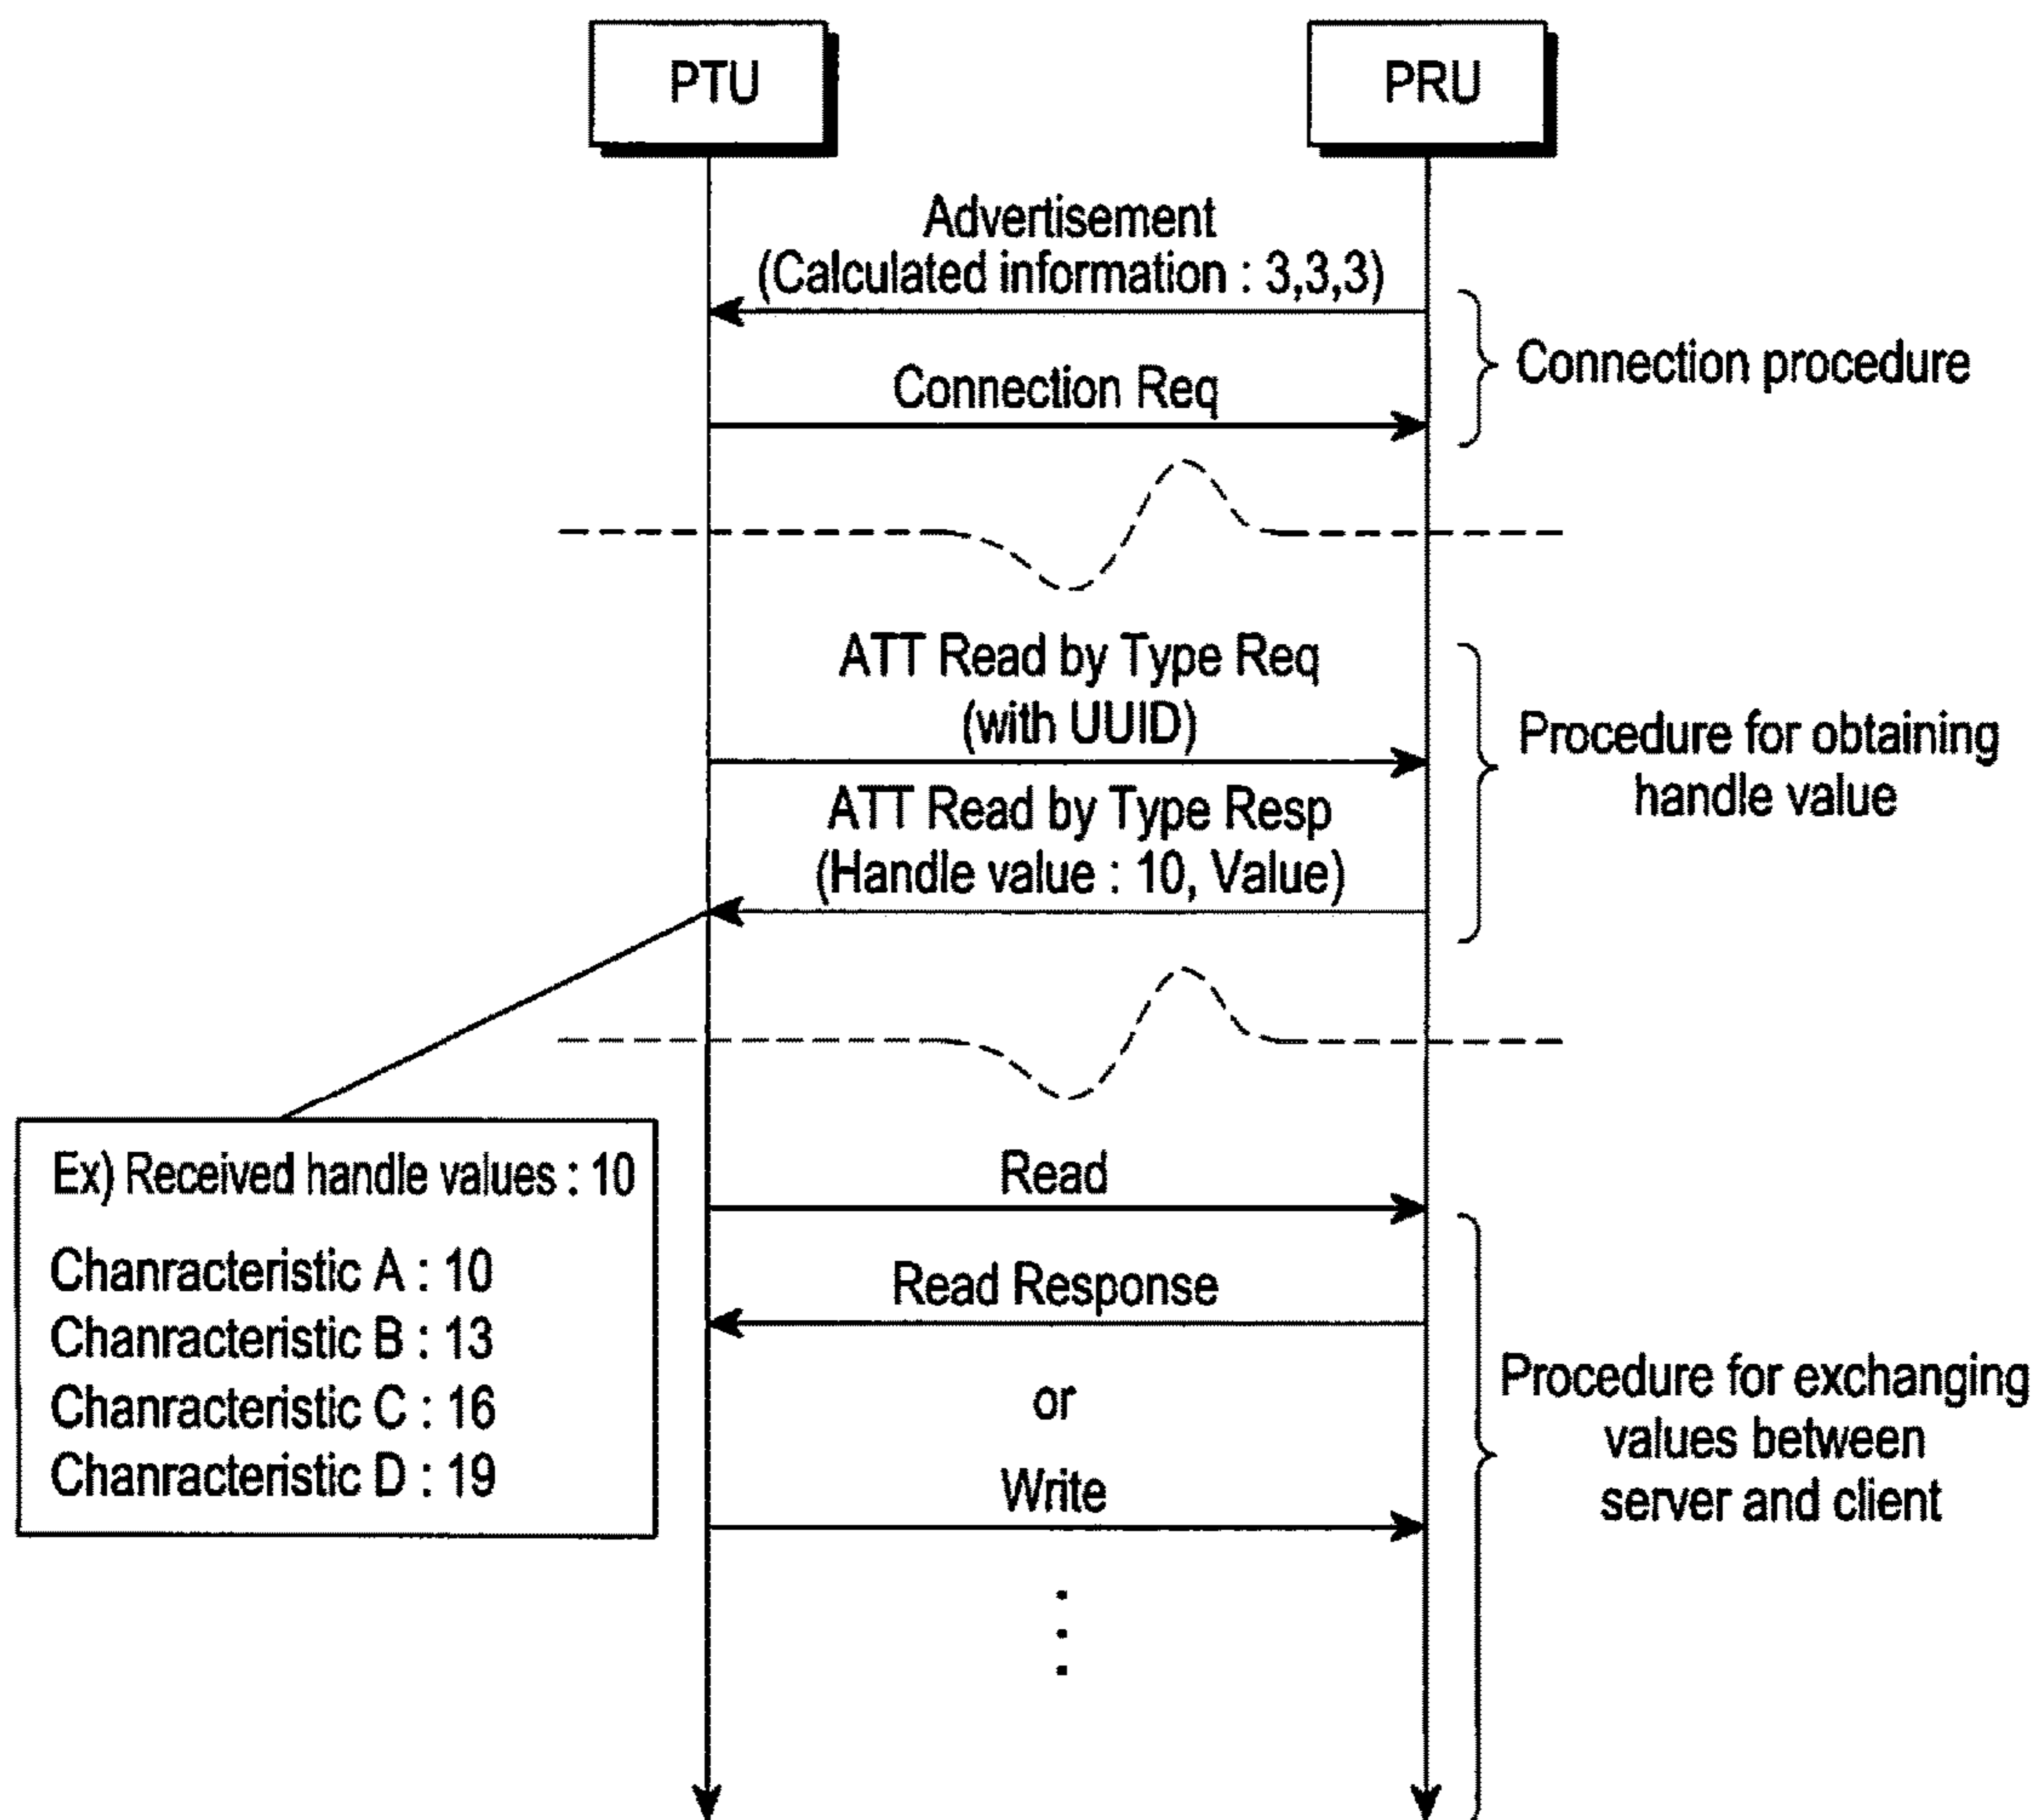 PTU
PRU
Advertisement
(Calculated information : 3,3,3)
Connection procedure
Connection Req
ATT Read by Type Req
(with UUID)
Procedure for obtaining
handle value
ATT Read by Type Resp
(Handle value : 10, Value)
Ex) Received handle values : 10
Chanracteristic A : 10
Chanracteristic B : 13
Chanracteristic C : 16
Chanracteristic D : 19
Read
Read Response
or
Write
Procedure for exchanging
values between
server and client